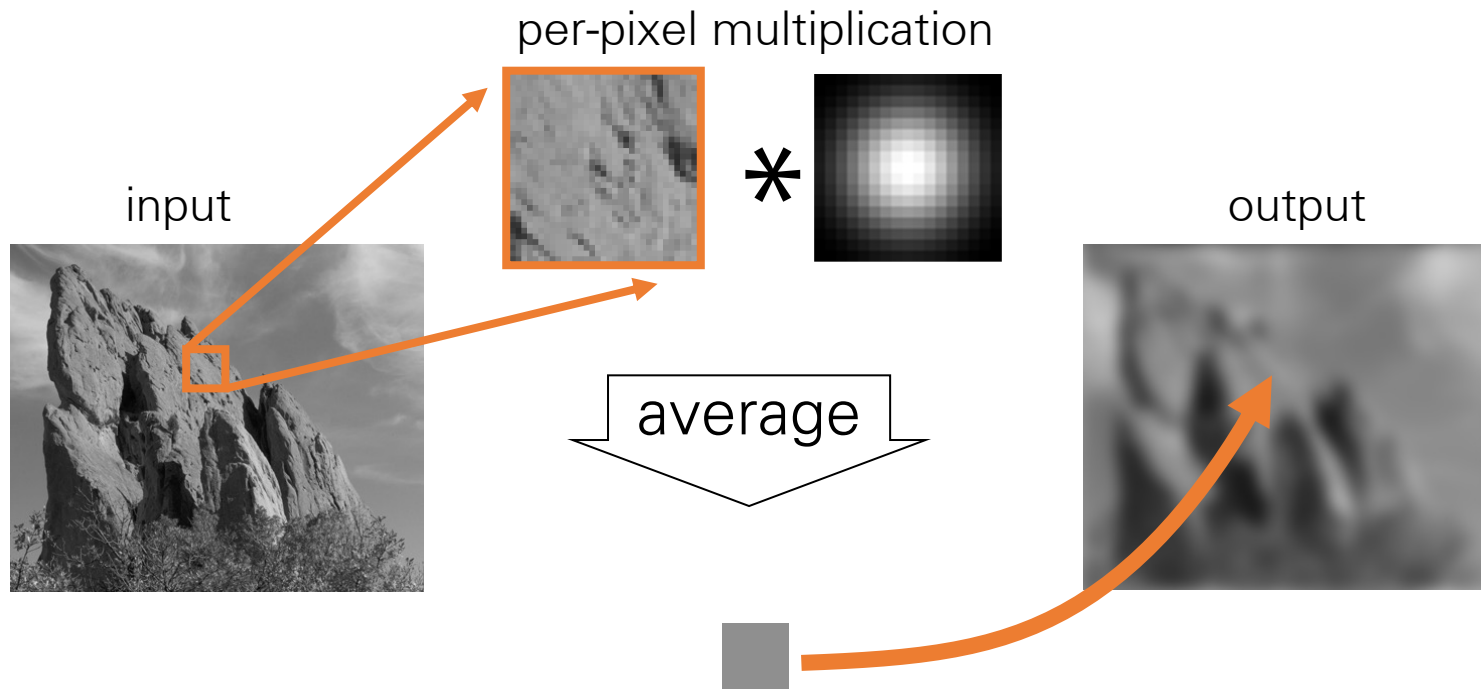 per-pixel multiplication
*
input
output
average